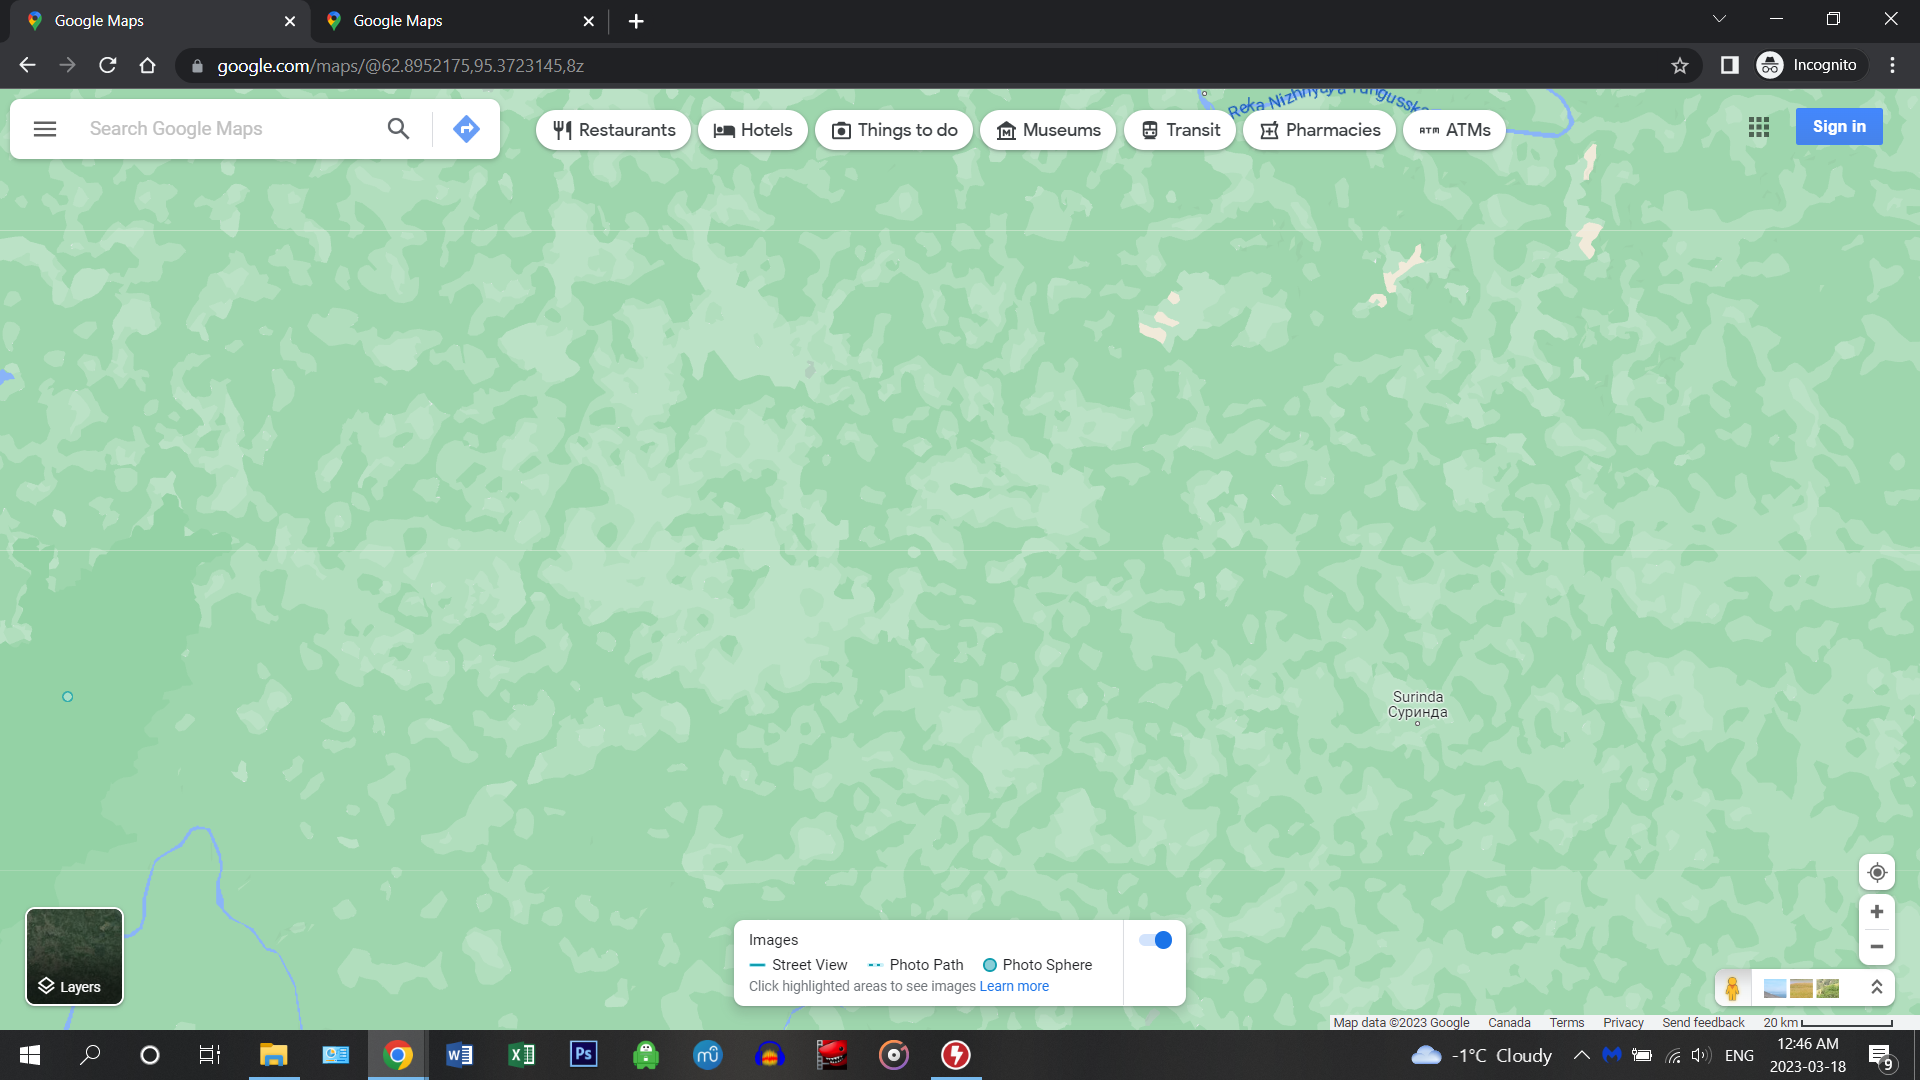 Google Maps
Google Maps
google.com/maps/@62.8952175,95.3723145,8z
Incognito
Search Google Maps
Restaurants
Hotels
Things to do
Museums
Transit
Pharmacies
ATM ATMs
Sign in
Reka Nizhnyaya Tungusska
Surinda
Суринда
Images
Street View
Photo Path
Photo Sphere
Click highlighted areas to see images Learn more
Layers
Map data ©2023 Google
Canada
Terms
Privacy
Send feedback
20 km
W
X
Ps
mu
-1°C Cloudy
ENG
12:46 AM
2023-03-18
9